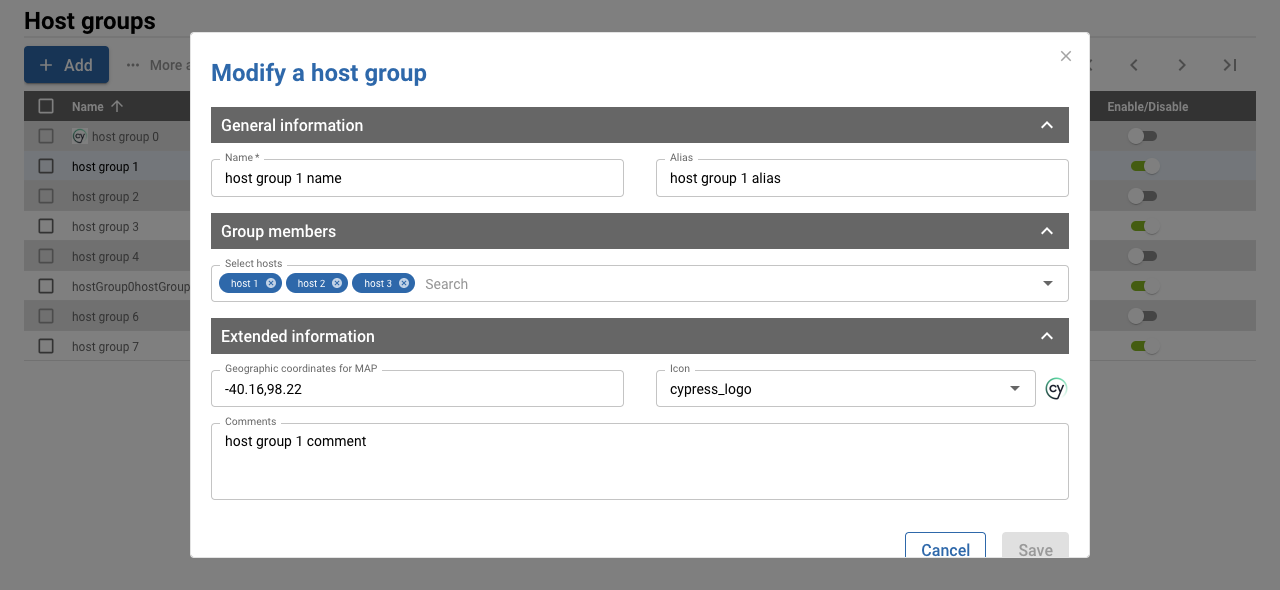 Host groups
+ Add
··· More a
Modify a host group
Name
Enable/Disable
General information
host group 0
Name *
Alias
host group 1
host group 1 name
host group 1 alias
host group 2
host group 3
Group members
host group 4
Select hosts
hostGroup0hostGroup
host 1
host 2
host 3
Search
host group 6
Extended information
host group 7
Geographic coordinates for MAP
Icon
-40.16,98.22
cypress_logo
cy
Comments
host group 1 comment
Cancel
Save